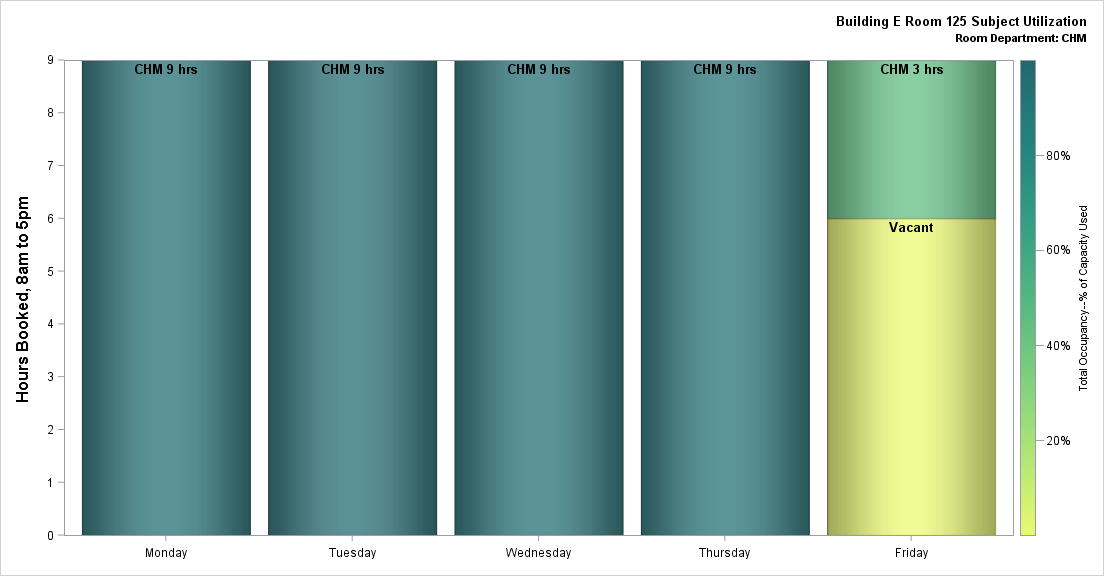 Building E Room 125 Subject Utilization
Room Department: CHM
Hours Booked, 8am to 5pm
9
8
7
6
5
4
3
2
1
0
CHM 9 hrs
CHM 9 hrs
CHM 9 hrs
CHM 9 hrs
CHM 3 hrs
Vacant
Monday
Tuesday
Wednesday
Thursday
Friday
80%
60%
40%
20%
Total Occupancy--% of Capacity Used